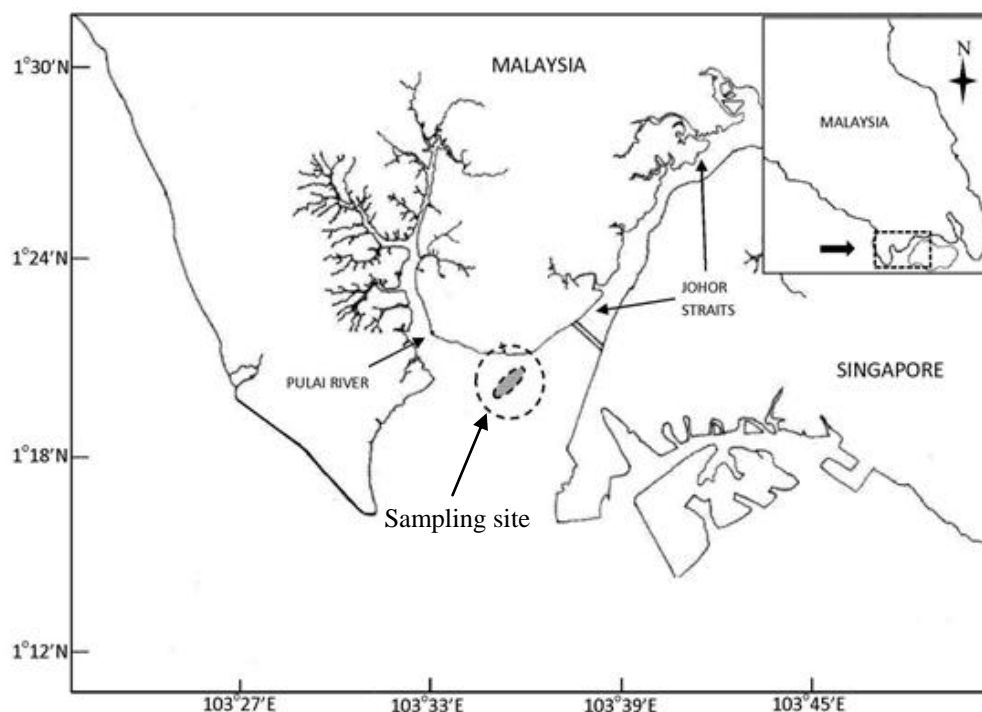 1°30'N
MALAYSIA
N
MALAYSIA
1°24'N
JOHOR
STRAITS
PULAI RIVER
SINGAPORE
1°18'N
Sampling site
1°12'N
103°27'E
103°33'E
103°39'E
103°45'E